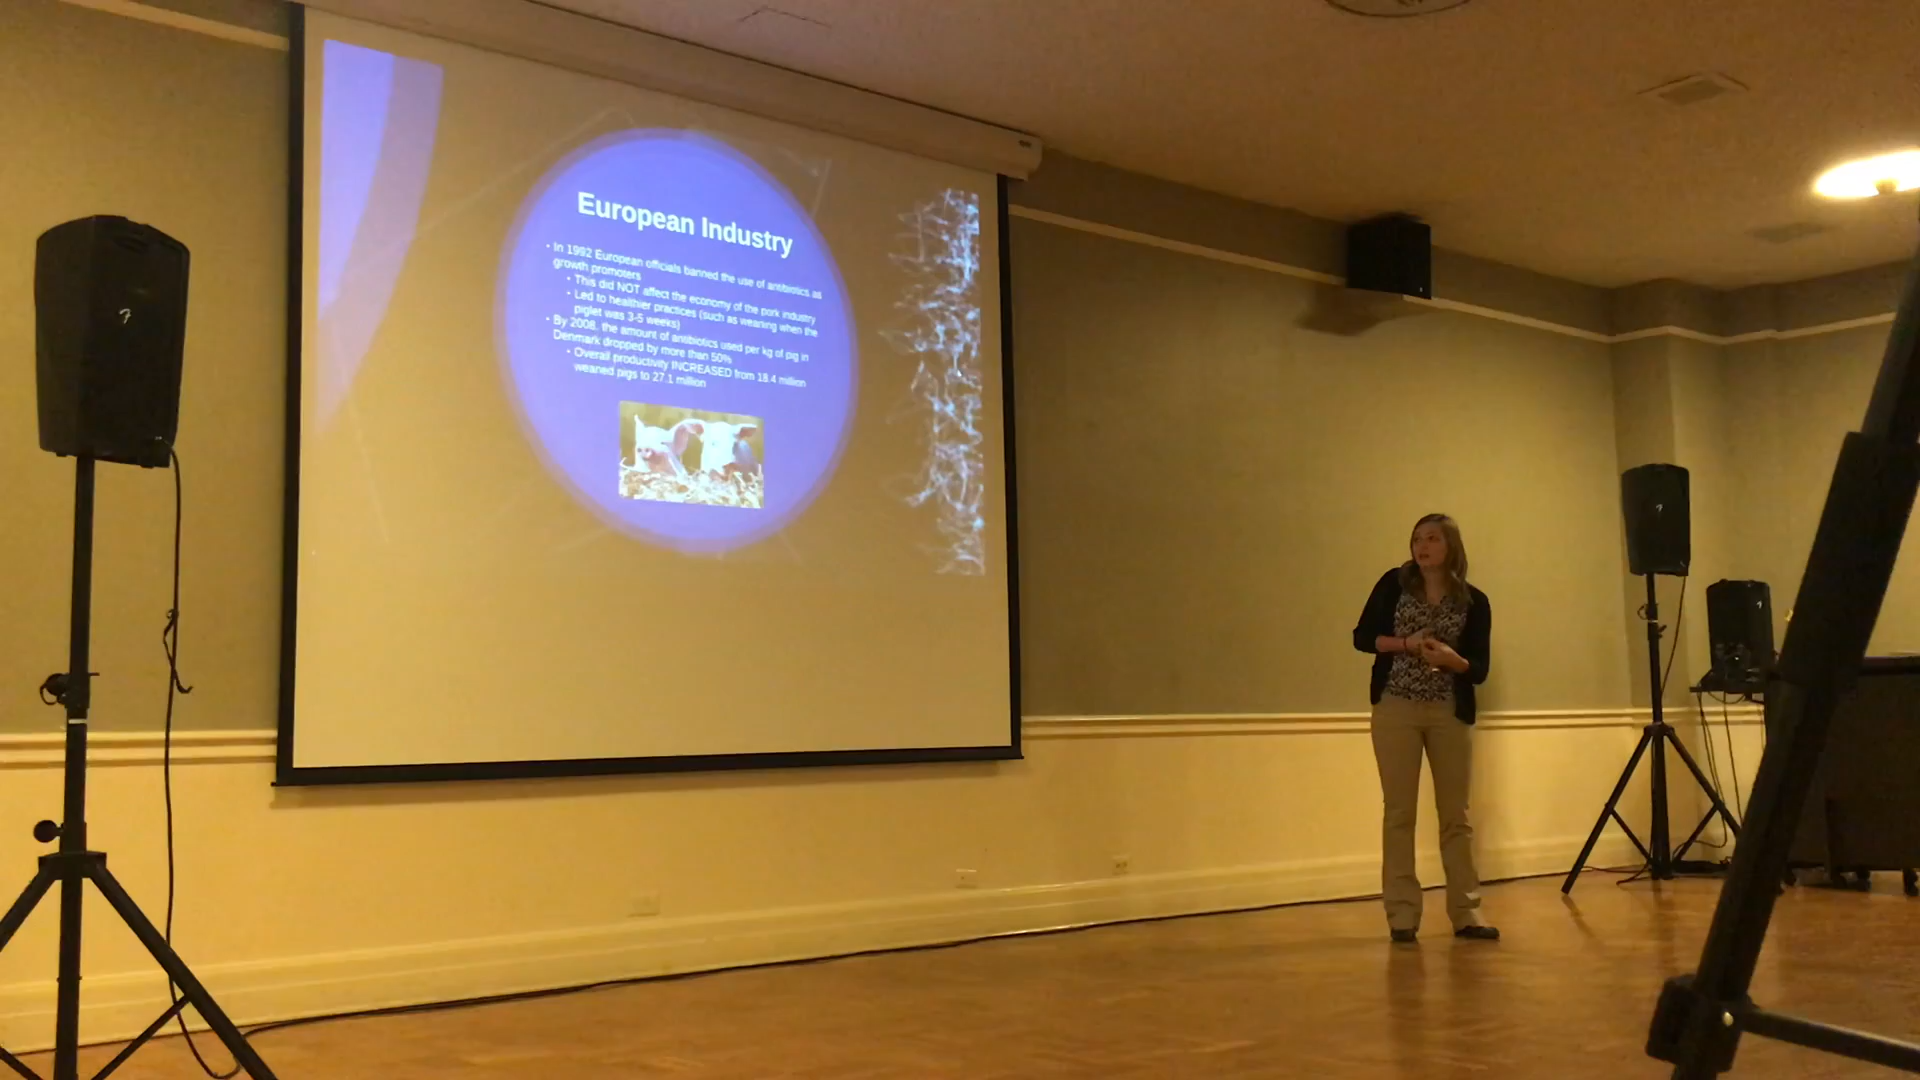 European Industry
• In 1992 European officials banned the use of antibiotics as
growth promoters
• This did NOT affect the economy of the pork industry
• Led to healthier practices (such as weaning when the
piglet was 3-5 weeks)
• By 2008, the amount of antibiotics used per kg of pig in
Denmark dropped by more than 50%
• Overall productivity INCREASED from 18.4 million
weaned pigs to 27.1 million